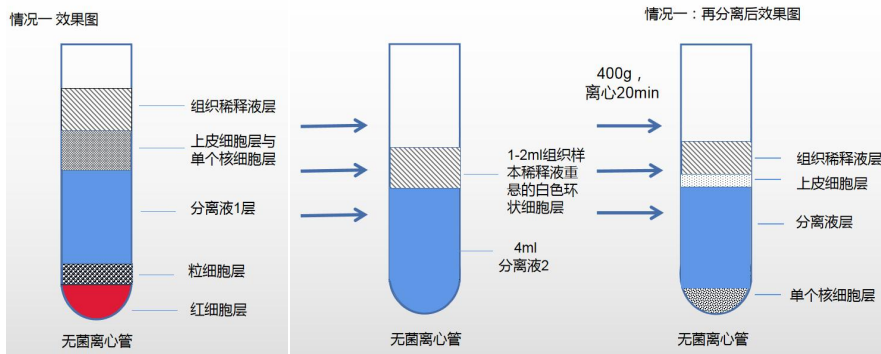 情况一 效果图
组织稀释液层
上皮细胞层与
单个核细胞层
分离液1层
粒细胞层
红细胞层
无菌离心管
1-2ml组织样
本稀释液重
悬的白色环
状细胞层
4ml
分离液2
无菌离心管
情况一：再分离后效果图
400g，
离心20min
组织稀释液层
上皮细胞层
分离液层
单个核细胞层
无菌离心管